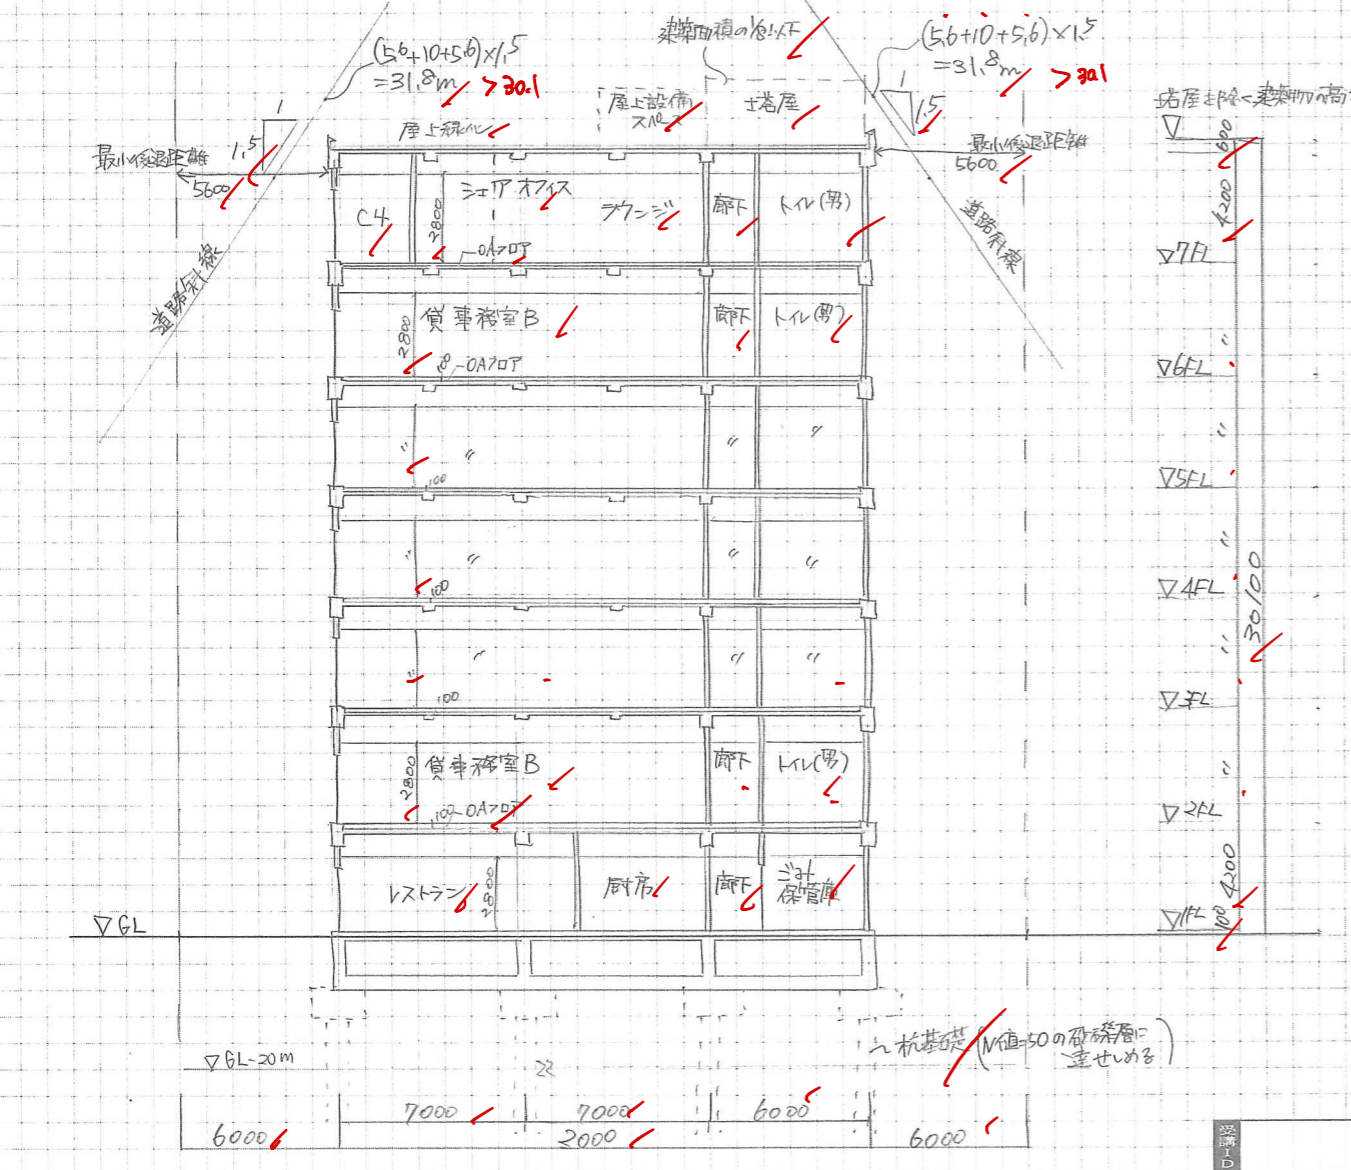 (5.6+10+5.6)×1.5
=31.8m >30.1
建築面積の1/8以下
(5.6+10+5.6)×1.5
=31.8m >30.1
塔屋を除く建築物の高
屋上設備
スペース
塔屋
屋上緑化
1
1.5
1
1.5
最小後退距離
5600
最小後退距離
5600
道路斜線
道路斜線
シェアオフィス
ラウンジ
廊下
トイレ(男)
2800
OAフロア
貸事務室B
廊下
トイレ(男)
2800
OAフロア
〃
〃
〃
〃
100
〃
〃
〃
〃
100
〃
〃
〃
〃
100
貸事務室B
廊下
トイレ(男)
2800
100
OAフロア
レストラン
2800
厨房
廊下
ゴミ
保管庫
▽GL
▽GL-20m
杭基礎(N値=50の砂礫層に
達せしめる)
7000
7000
6000
6000
2000
6000
▽
600
4200
▽7FL
〃
▽6FL
〃
▽5FL
〃
▽4FL
〃
▽3FL
〃
▽2FL
4200
▽1FL
100
30100
受講ID